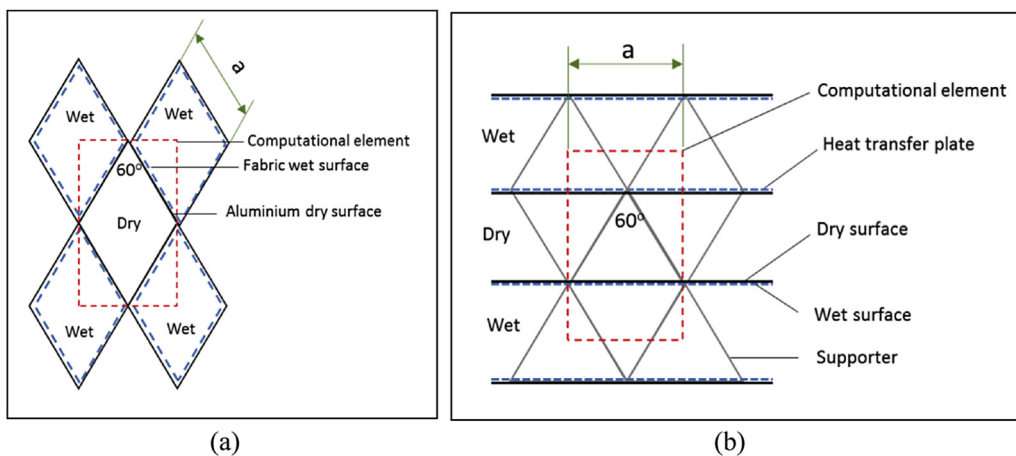 a
Wet
Wet
Computational element
Fabric wet surface
60°
Aluminium dry surface
Dry
Wet
Wet
(a)
a
Computational element
Wet
Heat transfer plate
60°
Dry
Dry surface
Wet surface
Wet
Supporter
(b)